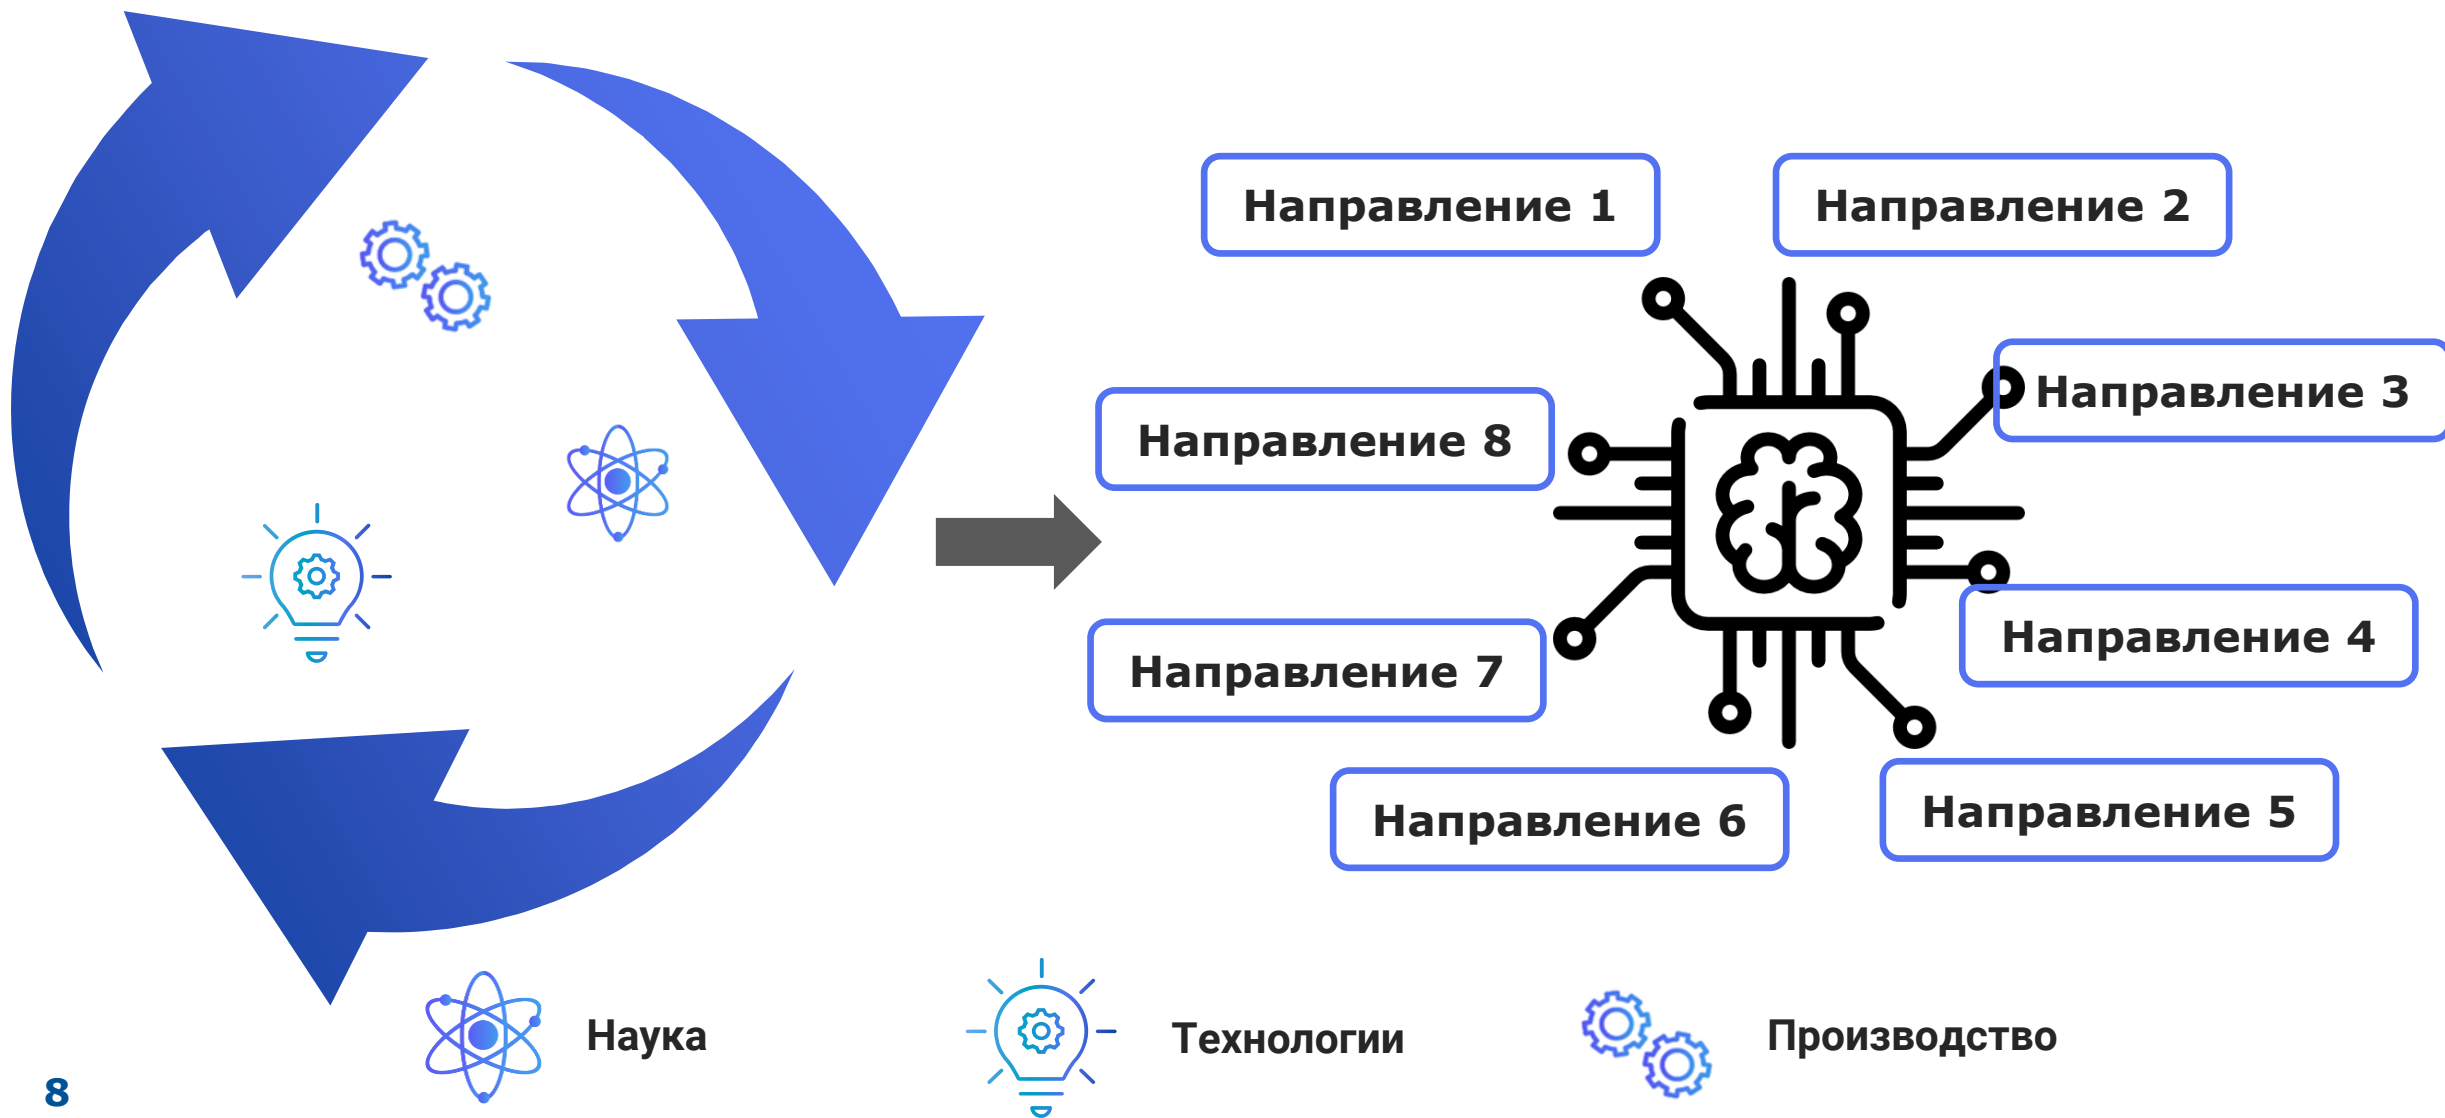 Направление 1
Направление 2
Направление 3
Направление 8
Направление 4
Направление 7
Направление 5
Направление 6
Наука
Технологии
Производство
8